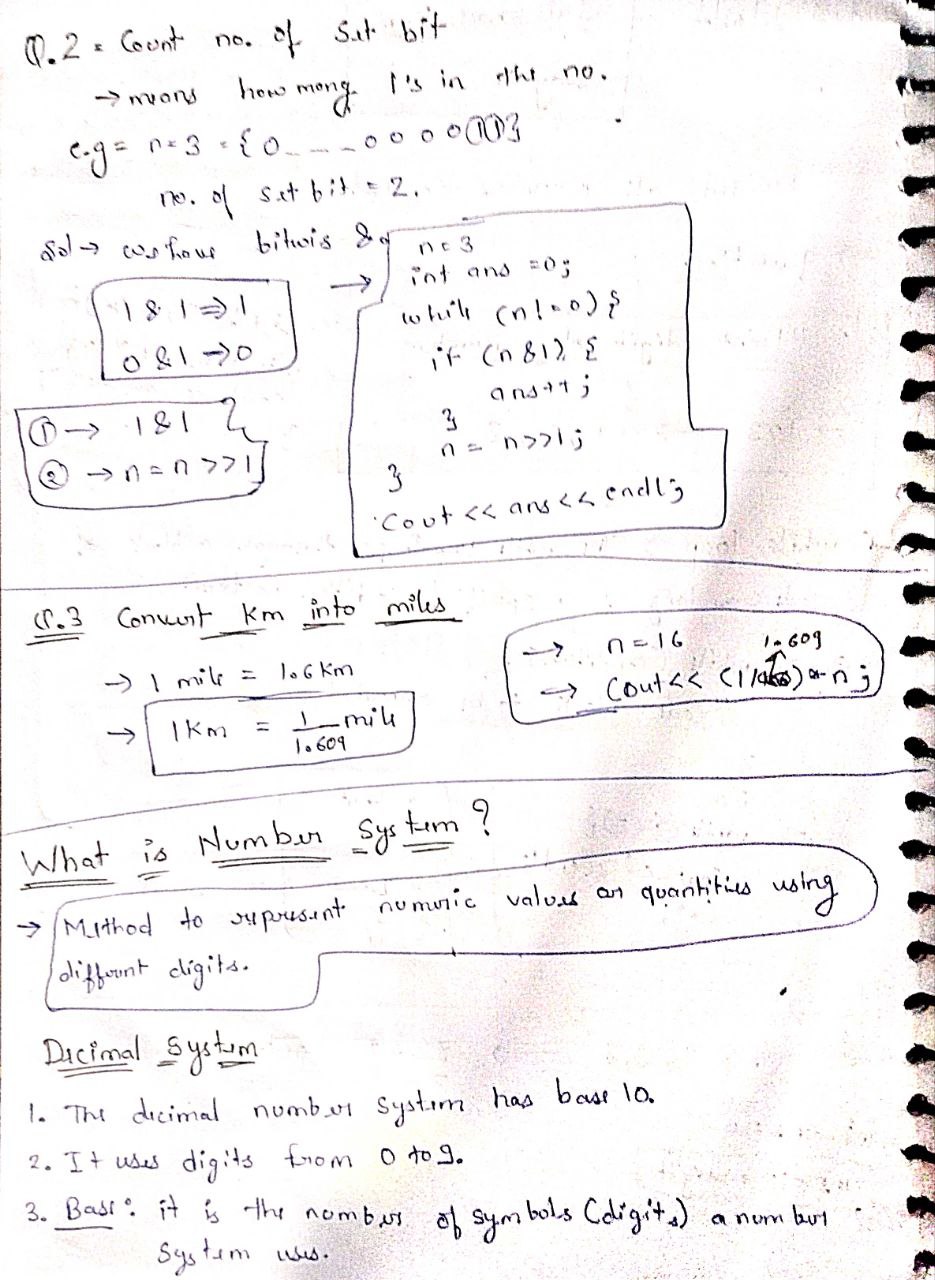 Q.2 = Count no. of Set bit
→ means how many 1's in the no.
e.g = n=3 = {0_ _ _ 0 0 0 0 1 1}
no. of set bit = 2.
Sol → we have bitwis &
1 & 1 ⇒ 1
0 & 1 → 0
① → 1&1
② → n = n >> 1
→ n=3
int ans =0;
while (n!=0) {
if (n&1) {
ans++;
}
n = n>>1;
}
Cout << ans << endl;
Q.3 Convert Km into miles
→ 1 mile = 1.6 Km
→ 1 Km = 1/1.609 mile
→ n = 16
1.609
→ Cout << (1/) * n;
What is Number System?
→ Method to represent numeric values or quantities using
different digits.
Decimal System
1. The decimal number system has base 10.
2. It uses digits from 0 to 9.
3. Base: it is the number of symbols (digits) a number
System uses.